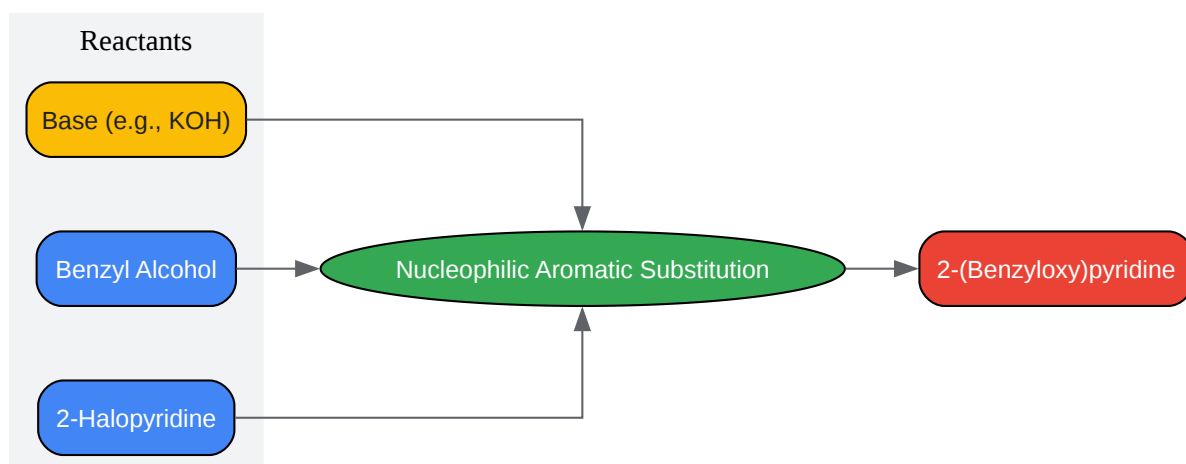 Reactants
Base (e.g., KOH)
Benzyl Alcohol
Nucleophilic Aromatic Substitution
2-(Benzyloxy)pyridine
2-Halopyridine